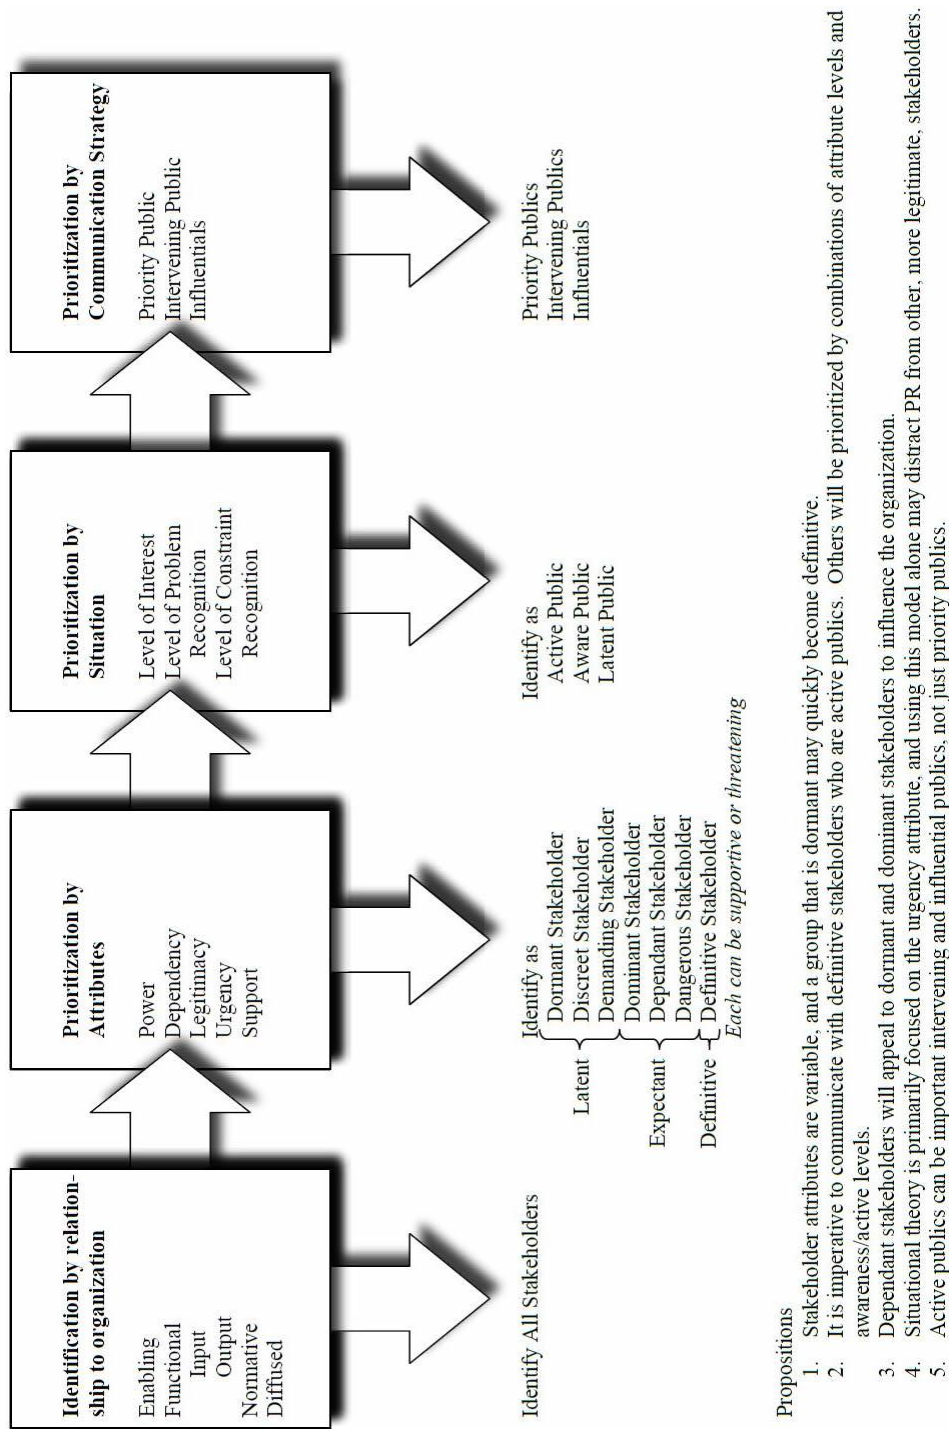 Identification by relation-
ship to organization
Enabling
Functional
Input
Output
Normative
Diffused
Prioritization by
Attributes
Power
Dependency
Legitimacy
Urgency
Support
Prioritization by
Situation
Level of Interest
Level of Problem
Recognition
Level of Constraint
Recognition
Prioritization by
Communication Strategy
Priority Public
Intervening Public
Influentials
Identify All Stakeholders
Identify as
Latent
Dormant Stakeholder
Discreet Stakeholder
Demanding Stakeholder
Expectant
Dominant Stakeholder
Dependant Stakeholder
Dangerous Stakeholder
Definitive
Definitive Stakeholder
Each can be supportive or threatening
Identify as
Active Public
Aware Public
Latent Public
Priority Publics
Intervening Publics
Influentials
Propositions
1. Stakeholder attributes are variable, and a group that is dormant may quickly become definitive.
2. It is imperative to communicate with definitive stakeholders who are active publics. Others will be prioritized by combinations of attribute levels and
awareness/active levels.
3. Dependant stakeholders will appeal to dormant and dominant stakeholders to influence the organization.
4. Situational theory is primarily focused on the urgency attribute, and using this model alone may distract PR from other, more legitimate, stakeholders.
5. Active publics can be important intervening and influential publics, not just priority publics.